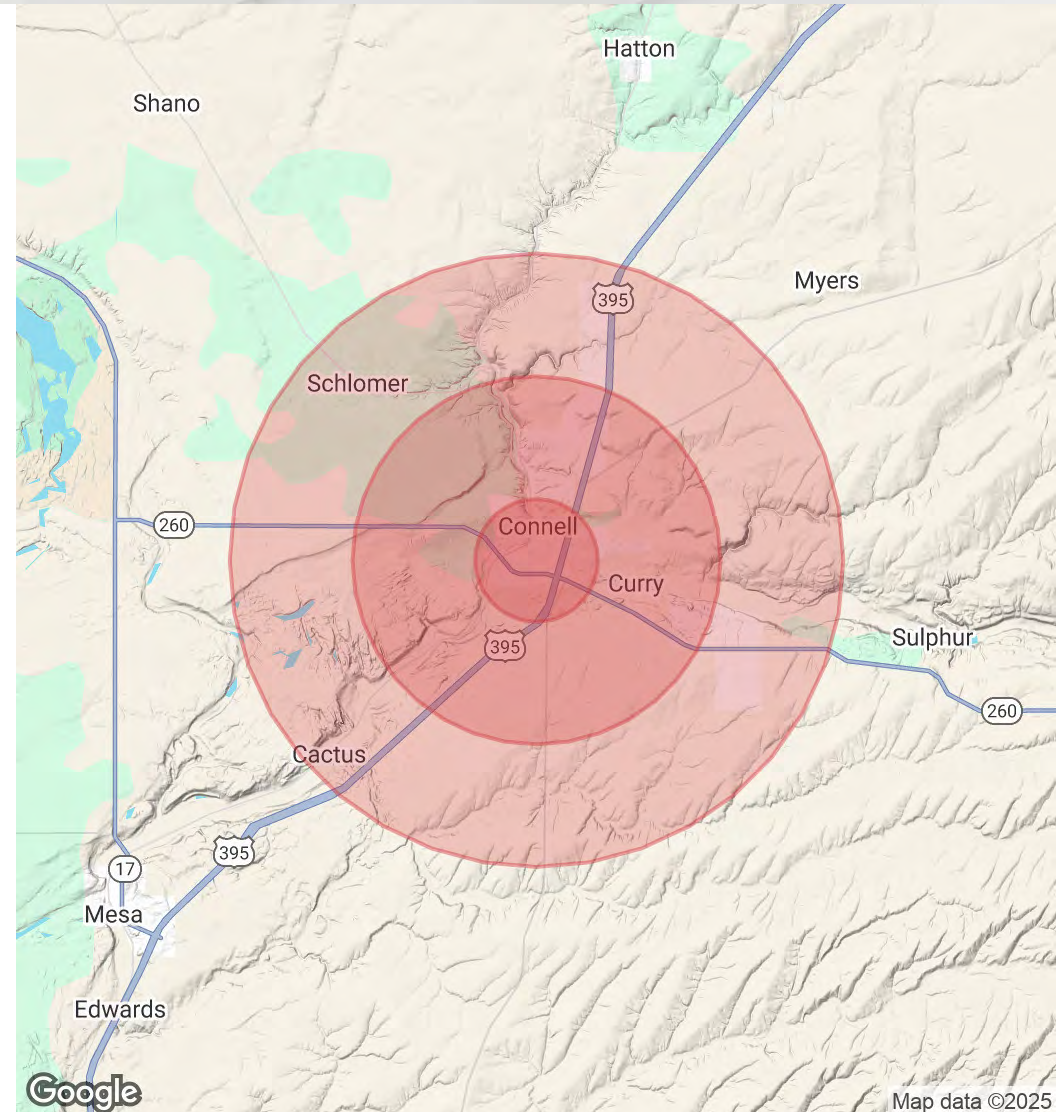 Hatton
Shano
Myers
395
Schlomer
260
Connell
Curry
395
Sulphur
260
Cactus
395
17
Mesa
Edwards
Google
Map data ©2025